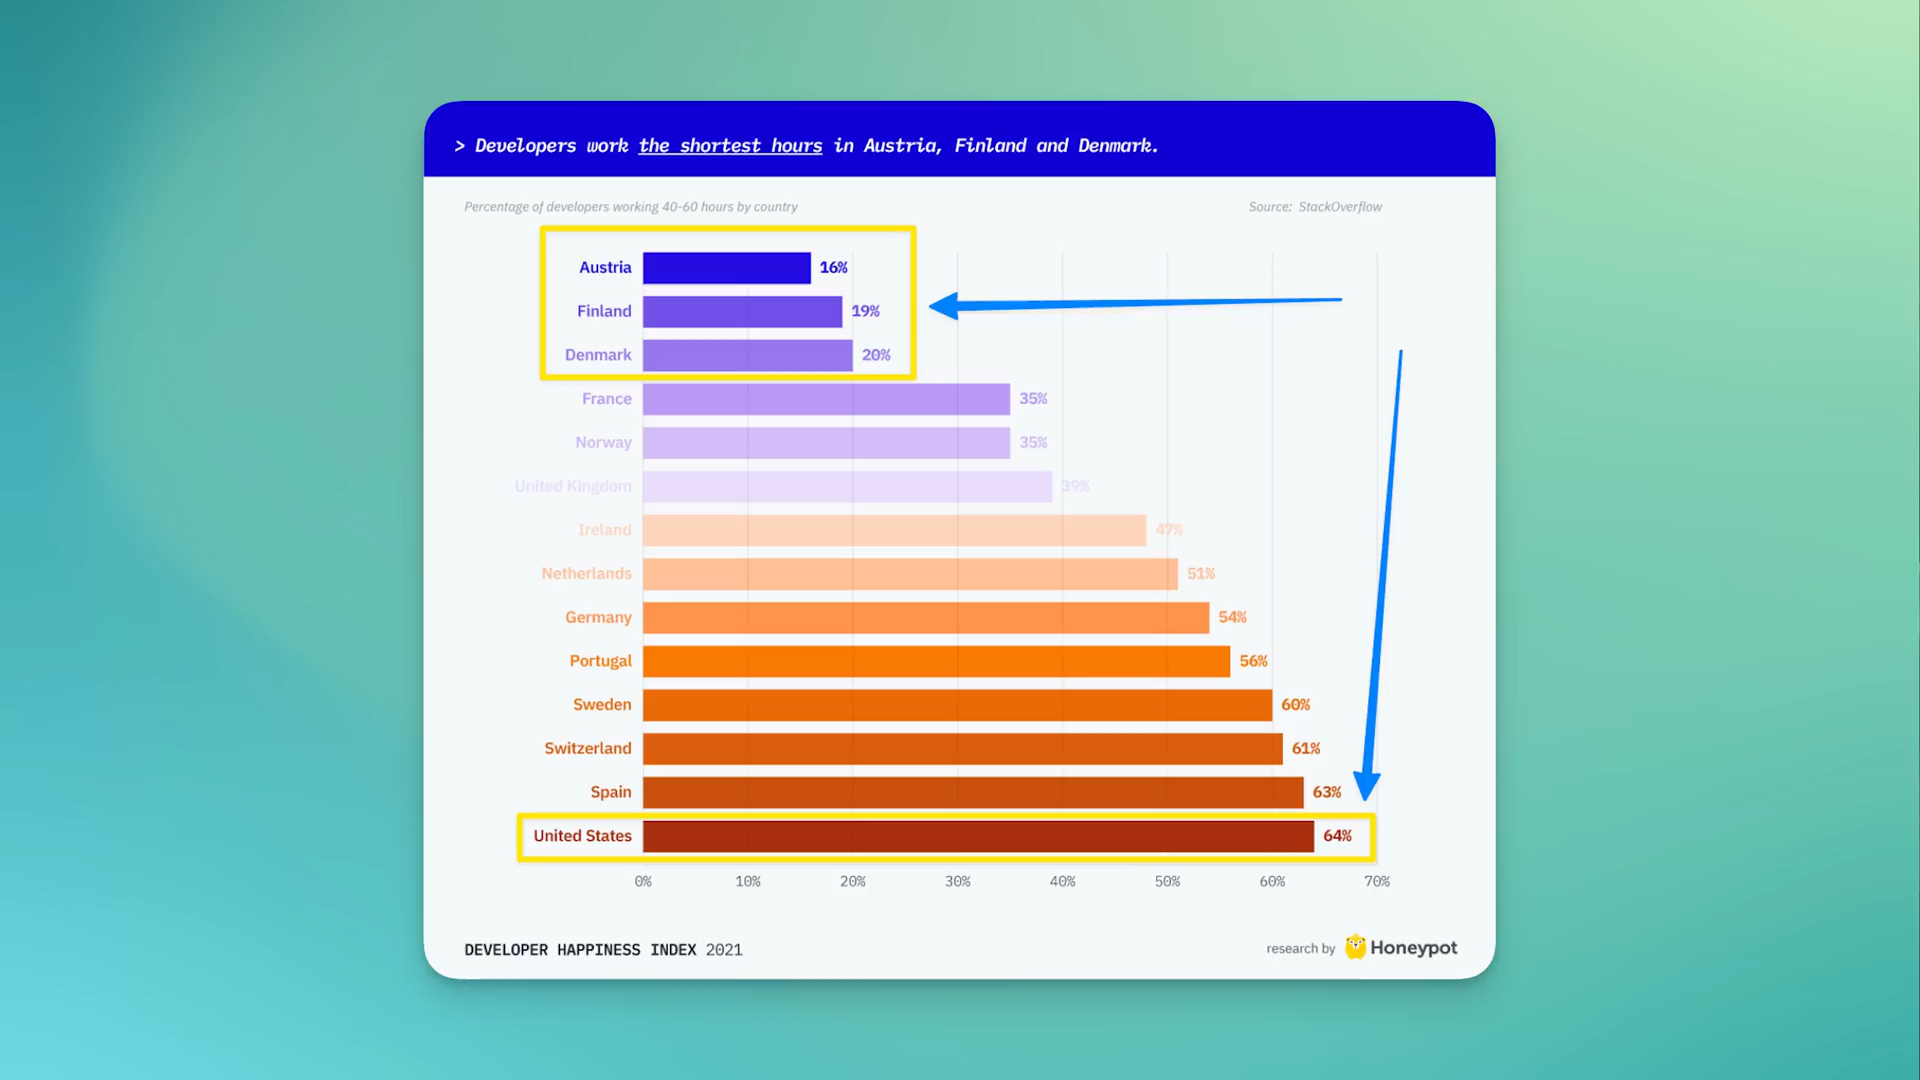 > Developers work the shortest hours in Austria, Finland and Denmark.
Percentage of developers working 40-60 hours by country
Source: StackOverflow
Austria 16%
Finland 19%
Denmark 20%
France 35%
Norway 35%
United Kingdom 39%
Ireland 47%
Netherlands 51%
Germany 54%
Portugal 56%
Sweden 60%
Switzerland 61%
Spain 63%
United States 64%
0% 10% 20% 30% 40% 50% 60% 70%
DEVELOPER HAPPINESS INDEX 2021
research by Honeypot